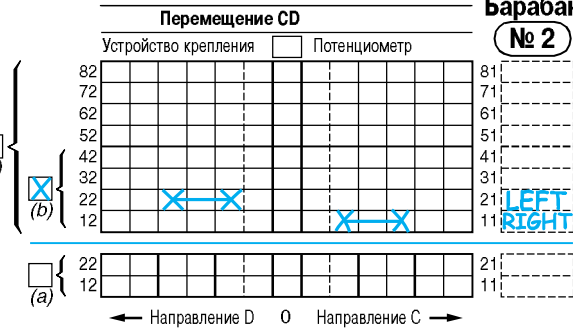 Перемещение CD
Барабан
Устройство крепления Потенциометр № 2
82 81
72 71
62 61
52 51
42 41
32 31
(b) 22 21 LEFT
12 11 RIGHT
(a) 22 21
12 11
Направление D 0 Направление C